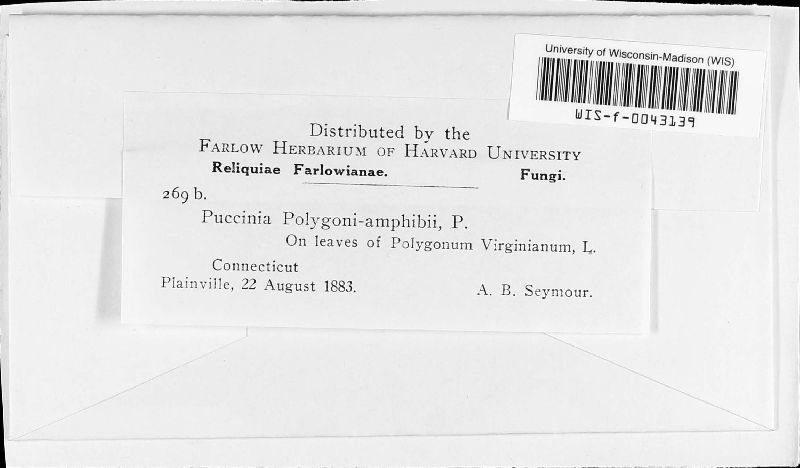 University of Wisconsin-Madison (WIS)
WIS-f-0043139
Distributed by the
FARLOW HERBARIUM OF HARVARD UNIVERSITY
Reliquiae Farlowianae. Fungi.
269 b.
Puccinia Polygoni-amphibii, P.
On leaves of Polygonum Virginianum, L.
Connecticut
Plainville, 22 August 1883. A. B. Seymour.